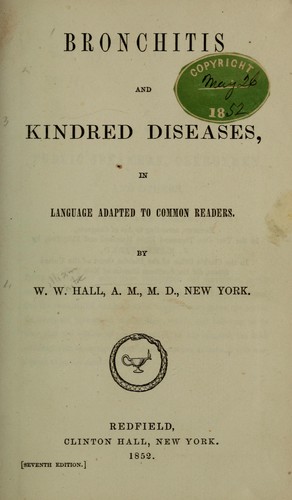 BRONCHITIS
COPYRIGHT
May 26
1852
AND
KINDRED DISEASES,
IN
LANGUAGE ADAPTED TO COMMON READERS.
BY
W. W. HALL, A. M., M. D., NEW YORK.
REDFIELD,
CLINTON HALL, NEW YORK.
1852.
[SEVENTH EDITION.]